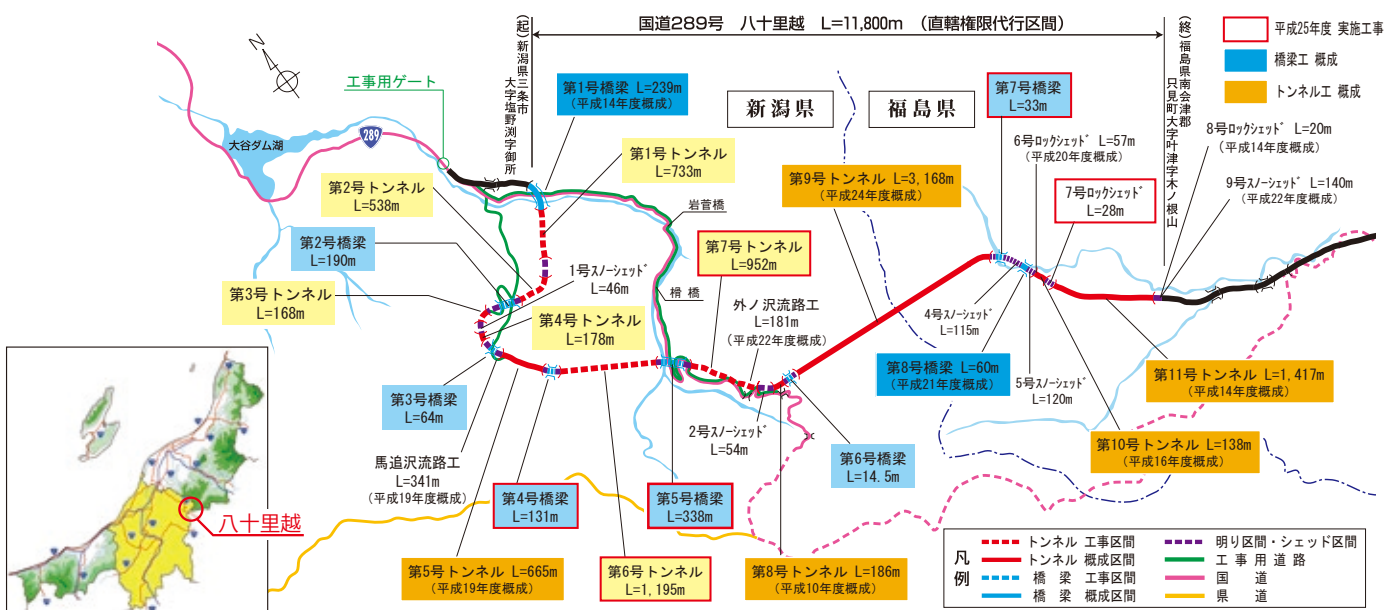 国道289号 八十里越 L=11,800m (直轄権限代行区間)
(起)新潟県三条市
大字塩野渕字御所
(終)福島県南会津郡
只見町大字叶津字木ノ根山
平成25年度 実施工事
橋梁工 概成
トンネル工 概成
N
工事用ゲート
大谷ダム湖
289
第1号橋梁 L=239m
(平成14年度概成)
新潟県
福島県
第7号橋梁
L=33m
6号ロックシェッド L=57m
(平成20年度概成)
8号ロックシェッド L=20m
(平成14年度概成)
7号ロックシェッド
L=28m
9号スノーシェッド L=140m
(平成22年度概成)
第1号トンネル
L=733m
第2号トンネル
L=538m
第9号トンネル L=3,168m
(平成24年度概成)
岩菅橋
第2号橋梁
L=190m
第7号トンネル
L=952m
1号スノーシェッド
L=46m
第3号トンネル
L=168m
第4号トンネル
L=178m
橋
外ノ沢流路工
L=181m
(平成22年度概成)
4号スノーシェッド
L=115m
第8号橋梁 L=60m
(平成21年度概成)
5号スノーシェッド
L=120m
第11号トンネル L=1,417m
(平成14年度概成)
第3号橋梁
L=64m
2号スノーシェッド
L=54m
第10号トンネル L=138m
(平成16年度概成)
馬追沢流路工
L=341m
(平成19年度概成)
第6号橋梁
L=14.5m
第4号橋梁
L=131m
第5号橋梁
L=338m
八十里越
第5号トンネル L=665m
(平成19年度概成)
第6号トンネル
L=1,195m
第8号トンネル L=186m
(平成10年度概成)
凡例
トンネル 工事区間
トンネル 概成区間
橋梁 工事区間
橋梁 概成区間
明り区間・シェッド区間
工事用道路
国道
県道